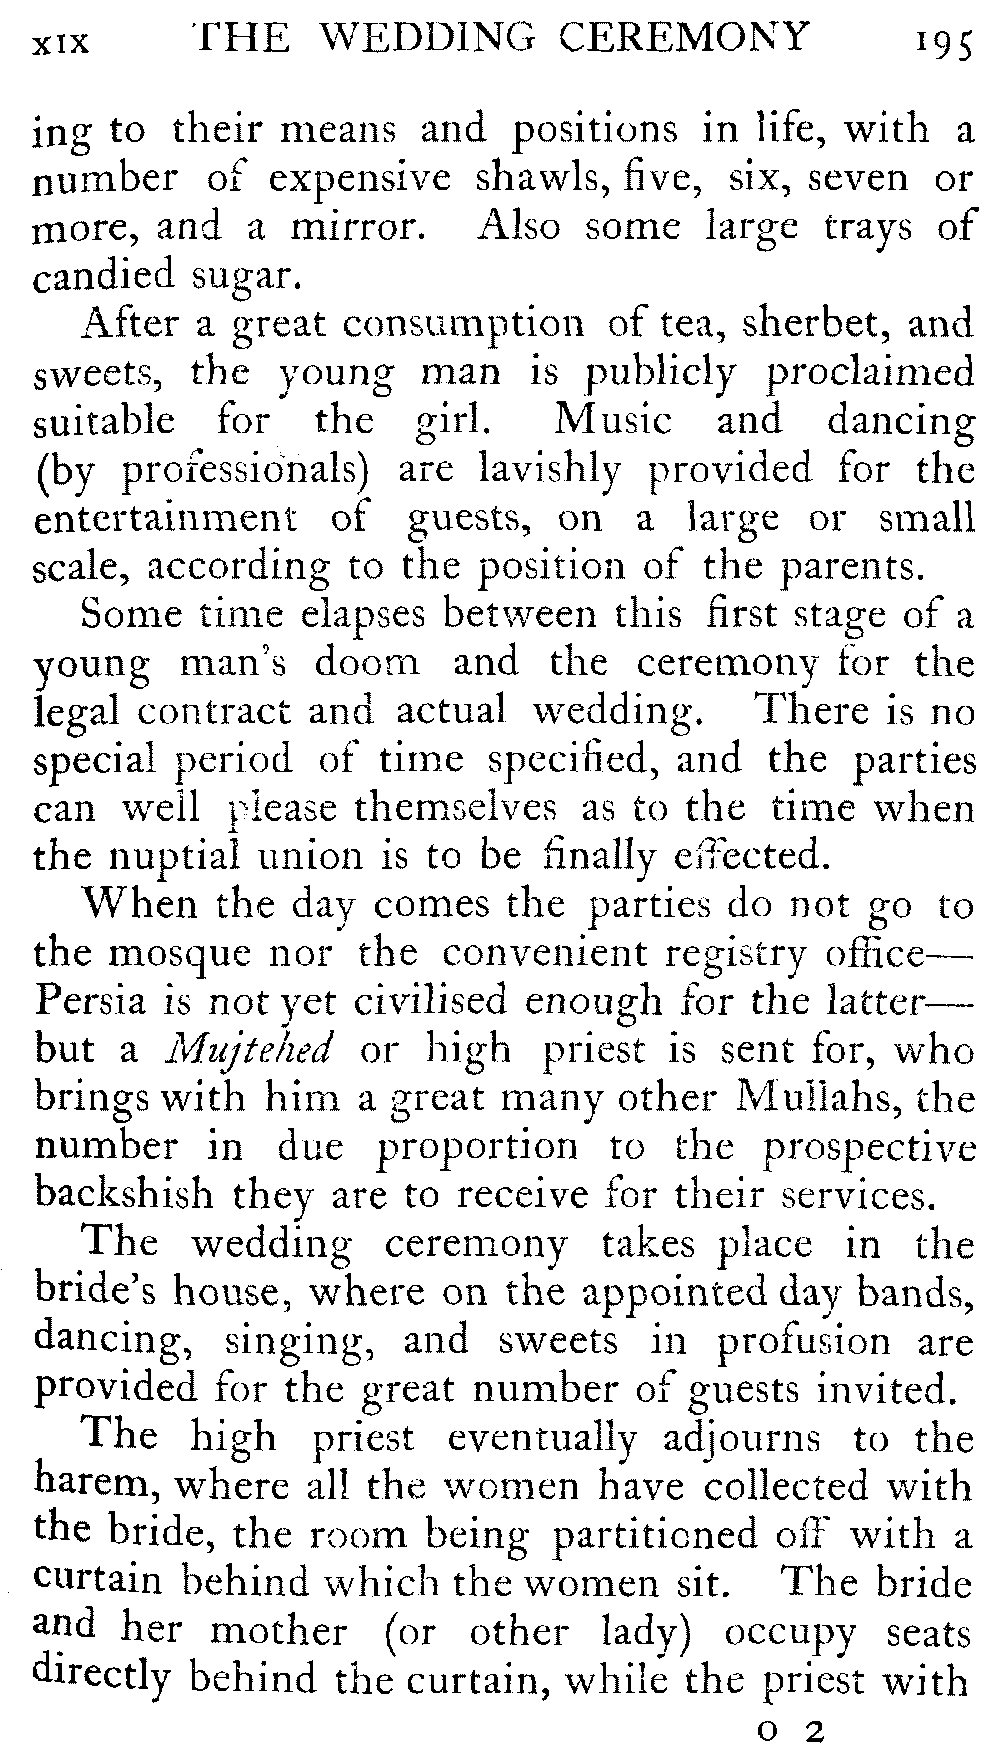 XIX THE WEDDING CEREMONY 195
ing to their means and positions in life, with a
number of expensive shawls, five, six, seven or
more, and a mirror. Also some large trays of
candied sugar.
After a great consumption of tea, sherbet, and
sweets, the young man is publicly proclaimed
suitable for the girl. Music and dancing
(by professionals) are lavishly provided for the
entertainment of guests, on a large or small
scale, according to the position of the parents.
Some time elapses between this first stage of a
young man's doom and the ceremony for the
legal contract and actual wedding. There is no
special period of time specified, and the parties
can well please themselves as to the time when
the nuptial union is to be finally effected.
When the day comes the parties do not go to
the mosque nor the convenient registry office—
Persia is not yet civilised enough for the latter—
but a Mujtehed or high priest is sent for, who
brings with him a great many other Mullahs, the
number in due proportion to the prospective
backshish they are to receive for their services.
The wedding ceremony takes place in the
bride's house, where on the appointed day bands,
dancing, singing, and sweets in profusion are
provided for the great number of guests invited.
The high priest eventually adjourns to the
harem, where all the women have collected with
the bride, the room being partitioned off with a
curtain behind which the women sit. The bride
and her mother (or other lady) occupy seats
directly behind the curtain, while the priest with
O 2